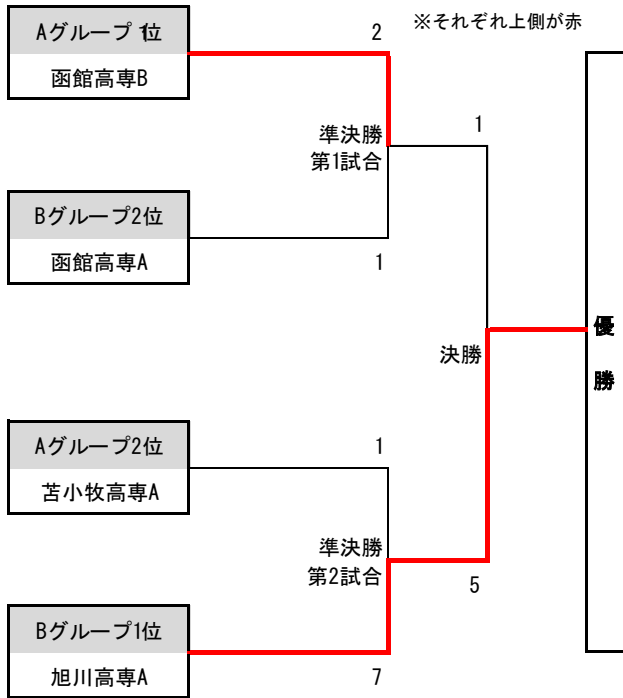 Aグループ1位
2
※それぞれ上側が赤
函館高専B
準決勝
第1試合
1
Bグループ2位
函館高専A
1
優
決勝
勝
Aグループ2位
1
苫小牧高専A
準決勝
第2試合
5
Bグループ1位
旭川高専A
7